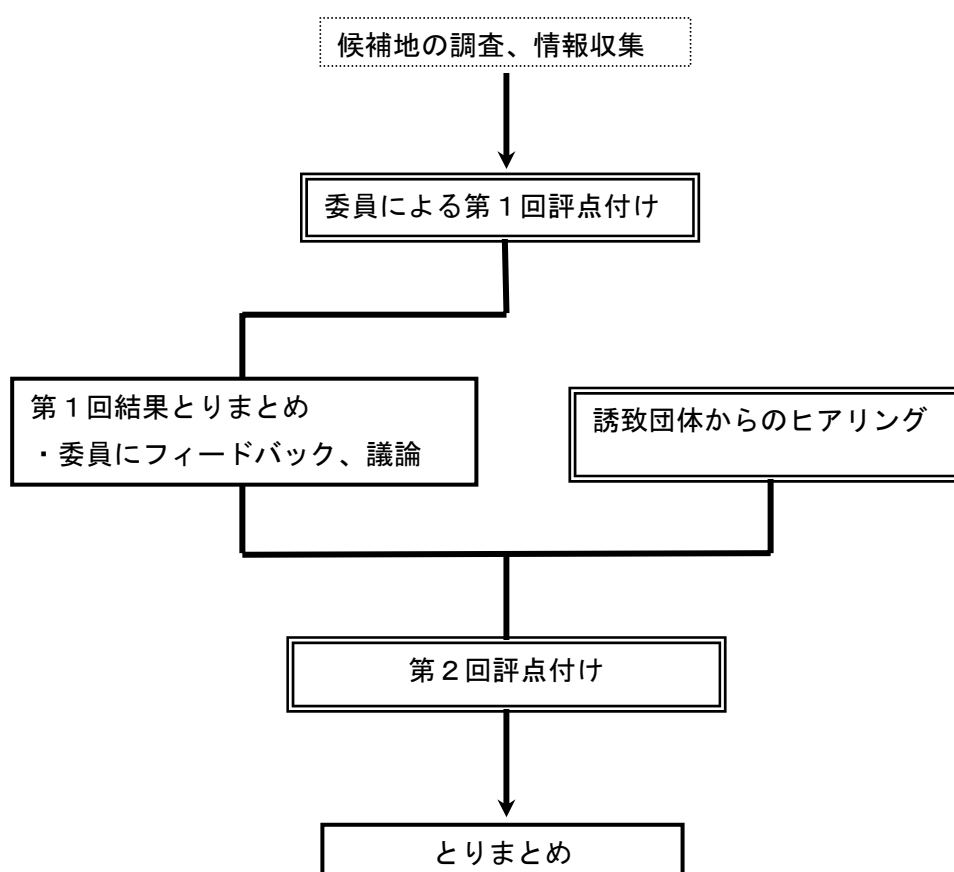 候補地の調査、情報収集
委員による第１回評点付け
第１回結果とりまとめ
・委員にフィードバック、議論
誘致団体からのヒアリング
第２回評点付け
とりまとめ